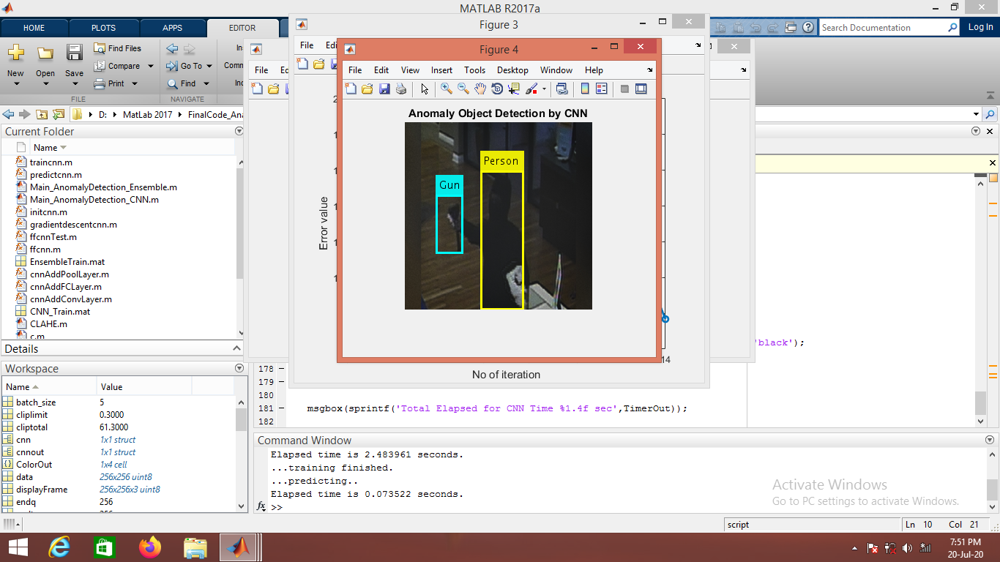 MATLAB R2017a
HOME
PLOTS
APPS
EDITOR
Search Documentation
Log In
Figure 3
File
Figure 4
File Edit View Insert Tools Desktop Window Help
File
New
Open
Save
Find Files
Compare
Print
Go To
Find
FILE
NAVIGATE
D:
MatLab 2017
Current Folder
Name
traincnn.m
predictcnn.m
Main_AnomalyDetection_Ensemble.m
Main_AnomalyDetection_CNN.m
initcnn.m
gradientdescentcnn.m
ffcnnTest.m
ffcnn.m
EnsembleTrain.mat
cnnAddPoolLayer.m
cnnAddFCLayer.m
cnnAddConvLayer.m
CNN_Train.mat
CLAHE.m
c.m
Details
Workspace
Name Value
batch_size 5
cliplimit 0.3000
cliptotal 61.3000
cnn 1x1 struct
cnnout 1x1 struct
ColorOut 1x4 cell
data 256x256 uint8
displayFrame 256x256x3 uint8
endq 256
Anomaly Object Detection by CNN
Person
Gun
Error value
14
No of iteration
'black');
178
179
180
181 msgbox(sprintf('Total Elapsed for CNN Time %1.4f sec',TimerOut));
182
Command Window
Elapsed time is 2.483961 seconds.
...training finished.
...predicting..
Elapsed time is 0.073522 seconds.
fx >>
Activate Windows
Go to PC settings to activate Windows.
script
Ln 10 Col 21
7:51 PM
20-Jul-20